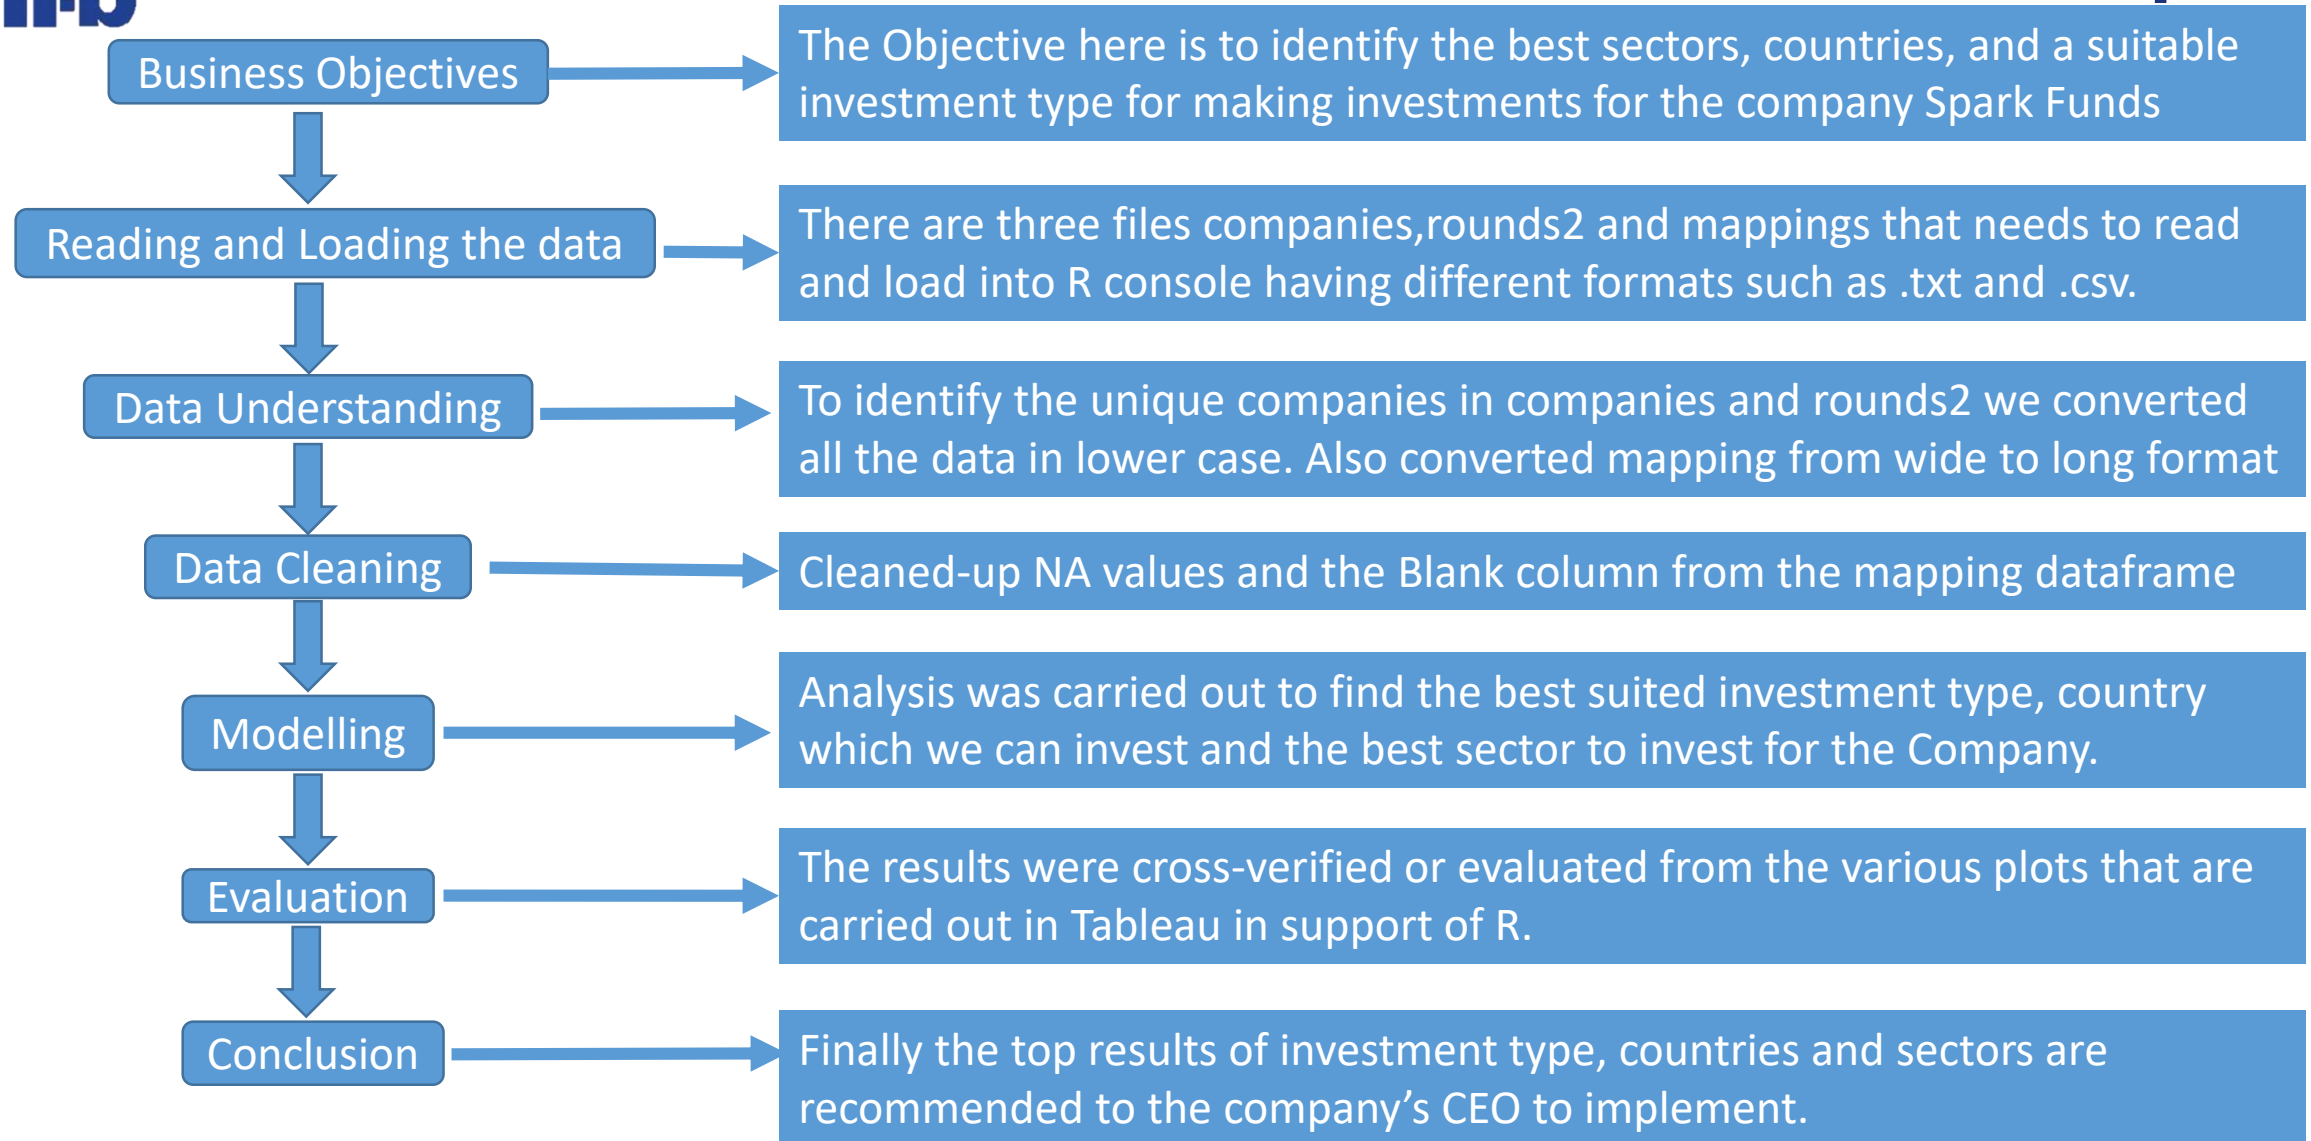 Business Objectives
The Objective here is to identify the best sectors, countries, and a suitable
investment type for making investments for the company Spark Funds
Reading and Loading the data
There are three files companies,rounds2 and mappings that needs to read
and load into R console having different formats such as .txt and .csv.
Data Understanding
To identify the unique companies in companies and rounds2 we converted
all the data in lower case. Also converted mapping from wide to long format
Data Cleaning
Cleaned-up NA values and the Blank column from the mapping dataframe
Modelling
Analysis was carried out to find the best suited investment type, country
which we can invest and the best sector to invest for the Company.
Evaluation
The results were cross-verified or evaluated from the various plots that are
carried out in Tableau in support of R.
Conclusion
Finally the top results of investment type, countries and sectors are
recommended to the company’s CEO to implement.